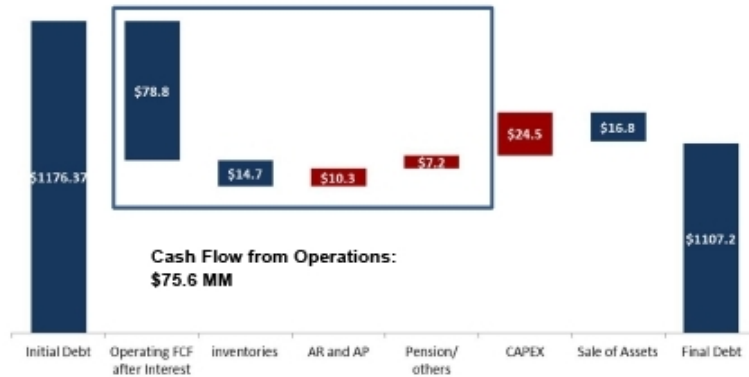 $78.8
$24.5
$16.8
$7.2
$14.7
$10.3
$1176.37
$1107.2
Cash Flow from Operations:
$75.6 MM
Initial Debt
Operating FCF
after Interest
inventories
AR and AP
Pension/
others
CAPEX
Sale of Assets
Final Debt